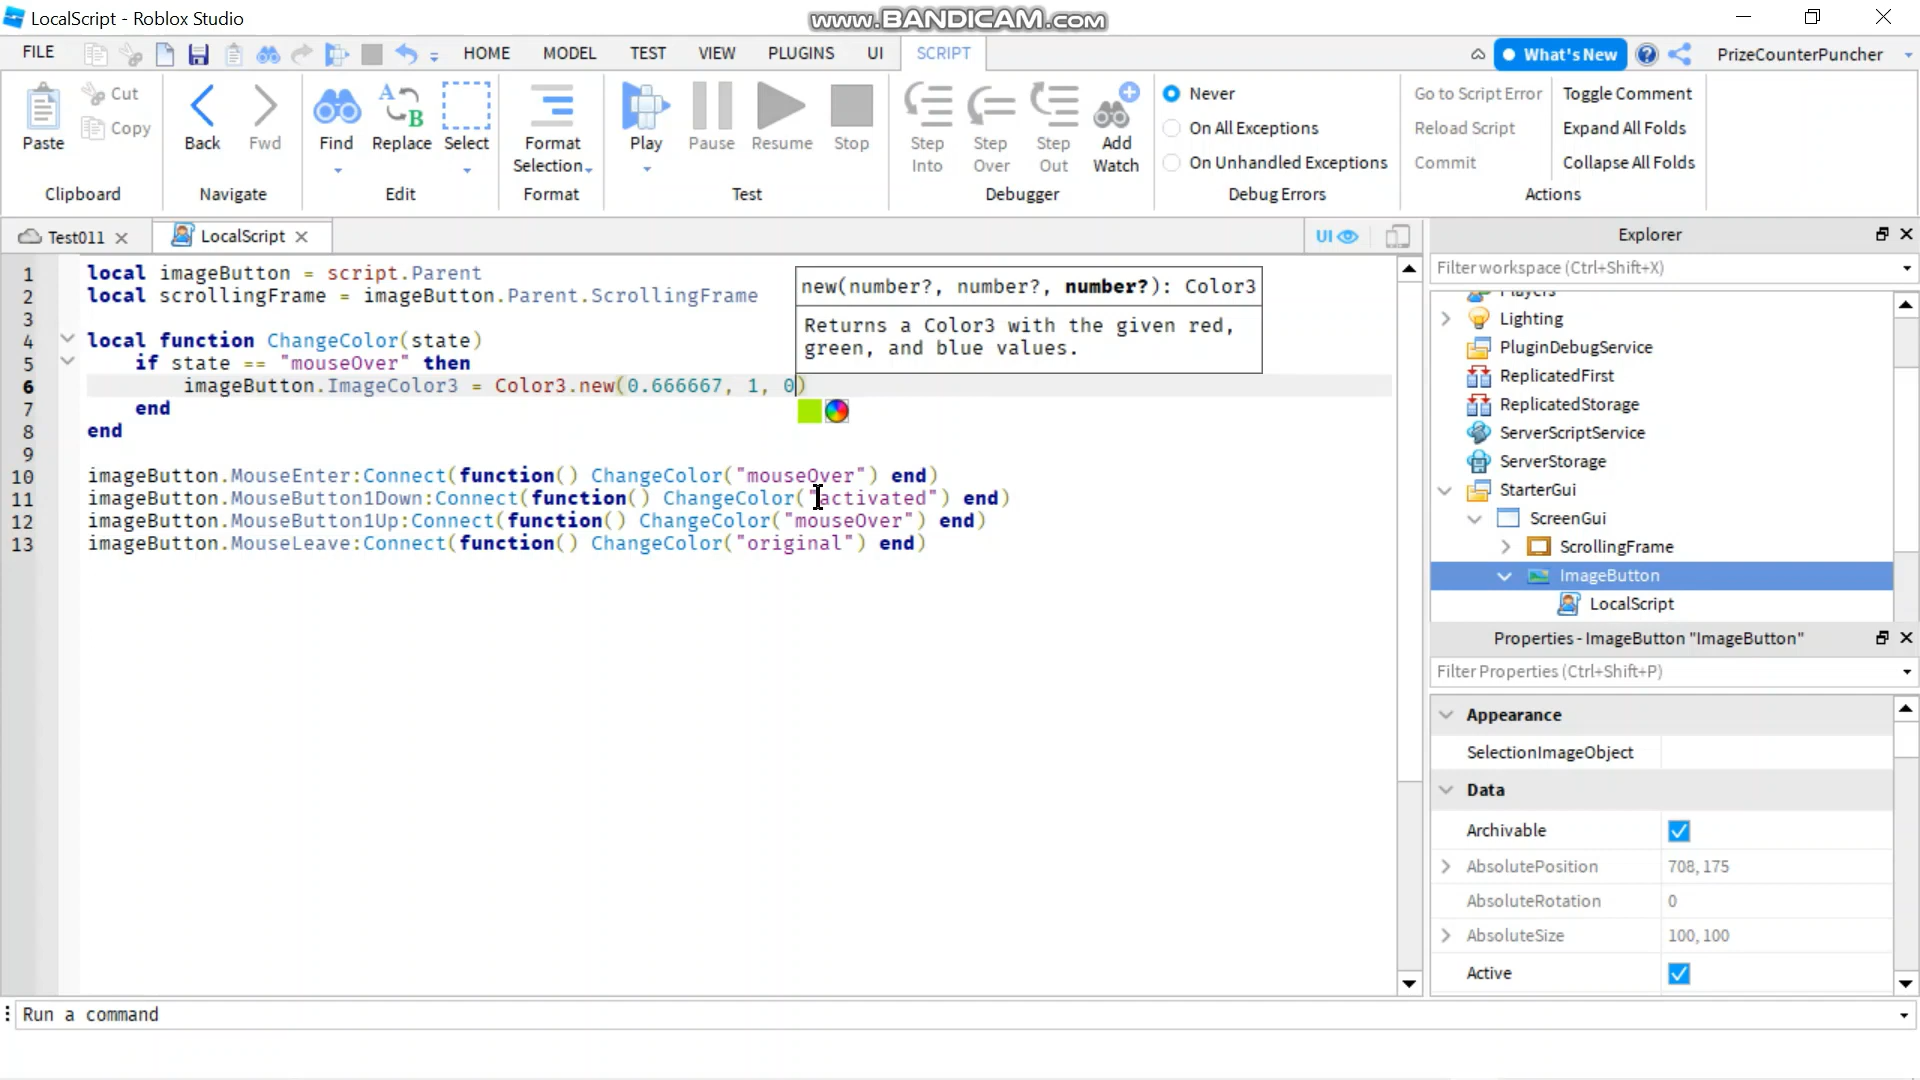 LocalScript - Roblox Studio
www.BANDICAM.com
FILE HOME MODEL TEST VIEW PLUGINS UI SCRIPT What's New PrizeCounterPuncher
Paste Cut Copy
Clipboard
Back Fwd
Navigate
Find Replace Select
Edit
Format Selection
Format
Play Pause Resume Stop
Test
Step Into Step Over Step Out Add Watch
Debugger
Never
On All Exceptions
On Unhandled Exceptions
Debug Errors
Go to Script Error Toggle Comment
Reload Script Expand All Folds
Commit Collapse All Folds
Actions
Test011 LocalScript UI
1 local imageButton = script.Parent
2 local scrollingFrame = imageButton.Parent.ScrollingFrame
3
4 local function ChangeColor(state)
5 if state == "mouseOver" then
6 imageButton.ImageColor3 = Color3.new(0.666667, 1, 0)
7 end
8 end
9
10 imageButton.MouseEnter:Connect(function() ChangeColor("mouseOver") end)
11 imageButton.MouseButton1Down:Connect(function() ChangeColor("activated") end)
12 imageButton.MouseButton1Up:Connect(function() ChangeColor("mouseOver") end)
13 imageButton.MouseLeave:Connect(function() ChangeColor("original") end)
new(number?, number?, number?): Color3
Returns a Color3 with the given red,
green, and blue values.
Explorer
Filter workspace (Ctrl+Shift+X)
Players
Lighting
PluginDebugService
ReplicatedFirst
ReplicatedStorage
ServerScriptService
ServerStorage
StarterGui
ScreenGui
ScrollingFrame
ImageButton
LocalScript
Properties - ImageButton "ImageButton"
Filter Properties (Ctrl+Shift+P)
Appearance
SelectionImageObject
Data
Archivable
AbsolutePosition 708, 175
AbsoluteRotation 0
AbsoluteSize 100, 100
Active
Run a command